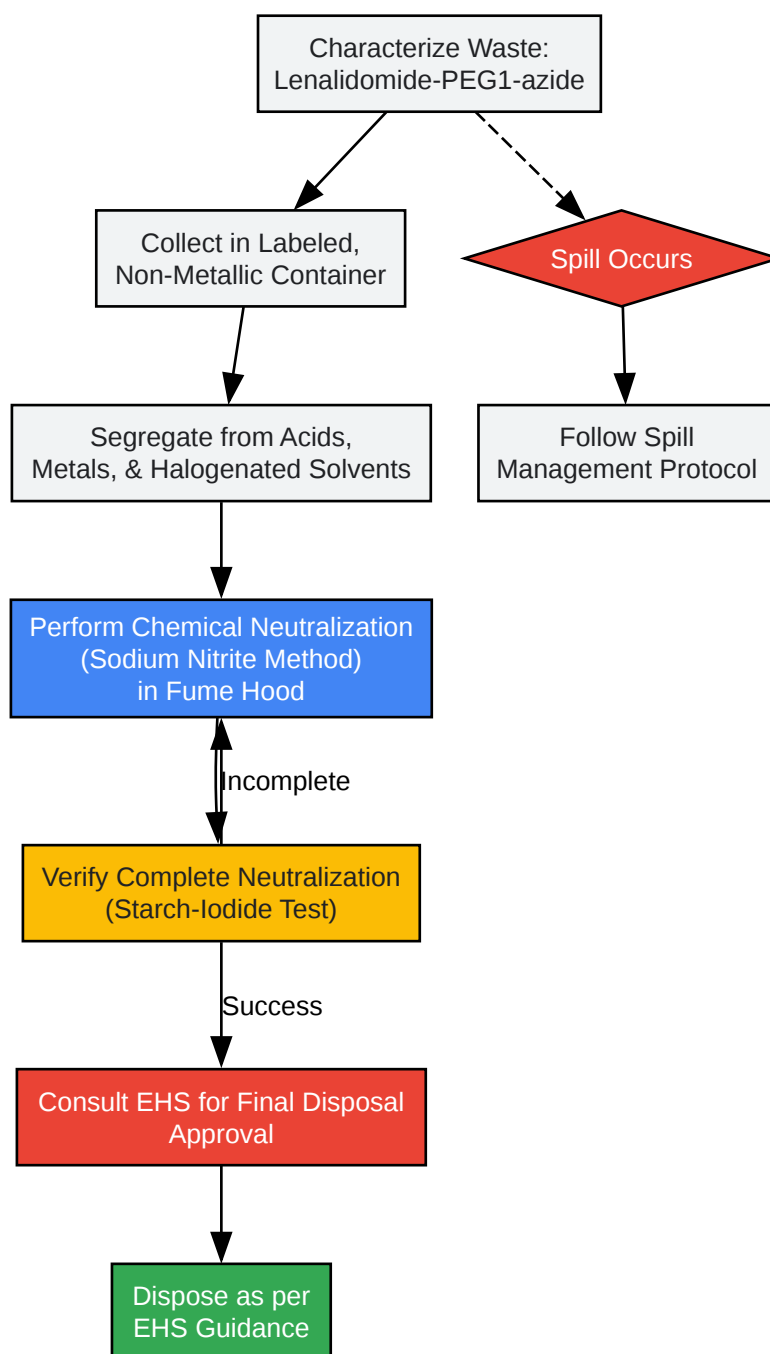 Characterize Waste:
Lenalidomide-PEG1-azide
Collect in Labeled,
Non-Metallic Container
Spill Occurs
Segregate from Acids,
Metals, & Halogenated Solvents
Follow Spill
Management Protocol
Perform Chemical Neutralization
(Sodium Nitrite Method)
in Fume Hood
Incomplete
Verify Complete Neutralization
(Starch-Iodide Test)
Success
Consult EHS for Final Disposal
Approval
Dispose as per
EHS Guidance